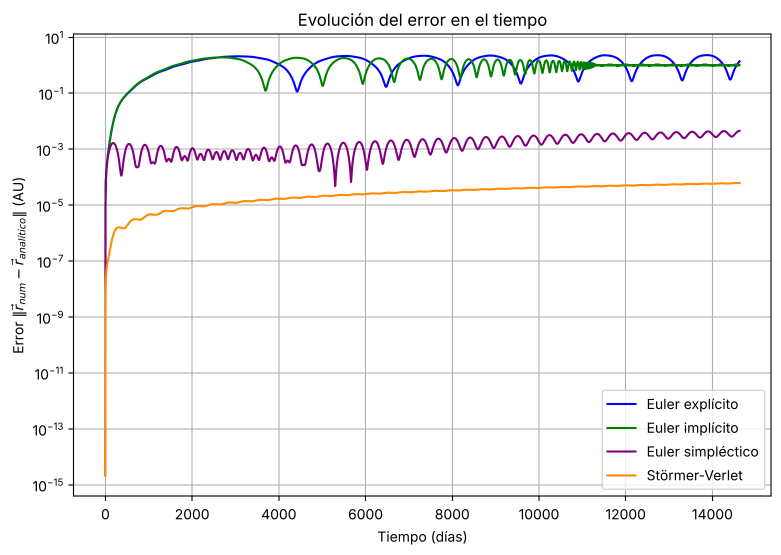 Evolución del error en el tiempo
Error ‖r⃗_num − r⃗_analítico‖ (AU)
10¹
10⁻¹
10⁻³
10⁻⁵
10⁻⁷
10⁻⁹
10⁻¹¹
10⁻¹³
10⁻¹⁵
Euler explícito
Euler implícito
Euler simpléctico
Störmer-Verlet
0 2000 4000 6000 8000 10000 12000 14000
Tiempo (días)